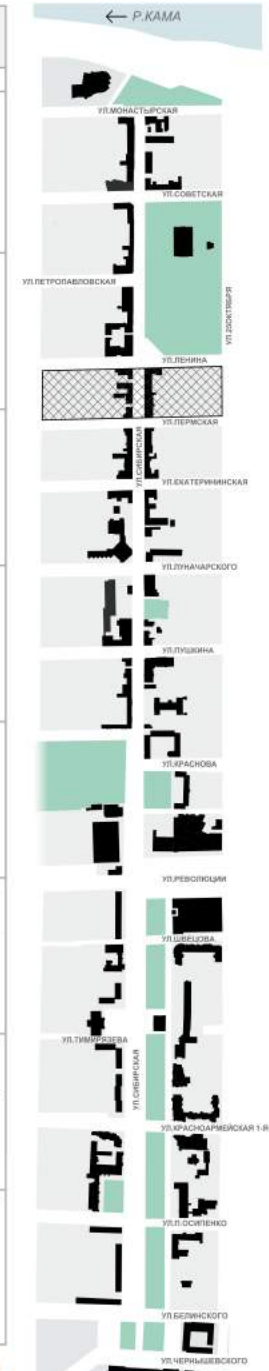 ← Р.КАМА
УЛ.МОНАСТЫРСКАЯ
УЛ.СОВЕТСКАЯ
УЛ.ПЕТРОПАВЛОВСКАЯ
УЛ.25ОКТЯБРЯ
УЛ.ЛЕНИНА
УЛ.ПЕРМСКАЯ
УЛ.СИБИРСКАЯ
УЛ.ЕКАТЕРИНИНСКАЯ
УЛ.ЛУНАЧАРСКОГО
УЛ.ПУШКИНА
УЛ.КРАСНОВА
УЛ.РЕВОЛЮЦИИ
УЛ.ШВЕЦОВА
УЛ.ТИМИРЯЗЕВА
УЛ.СИБИРСКАЯ
УЛ.КРАСНОАРМЕЙСКАЯ 1-Я
УЛ.П.ОСИПЕНКО
УЛ.БЕЛИНСКОГО
УЛ.ЧЕРНЫШЕВСКОГО